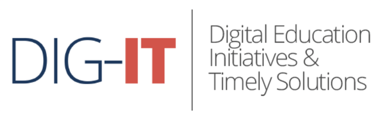 DIG-IT
Digital Education
Initiatives &
Timely Solutions